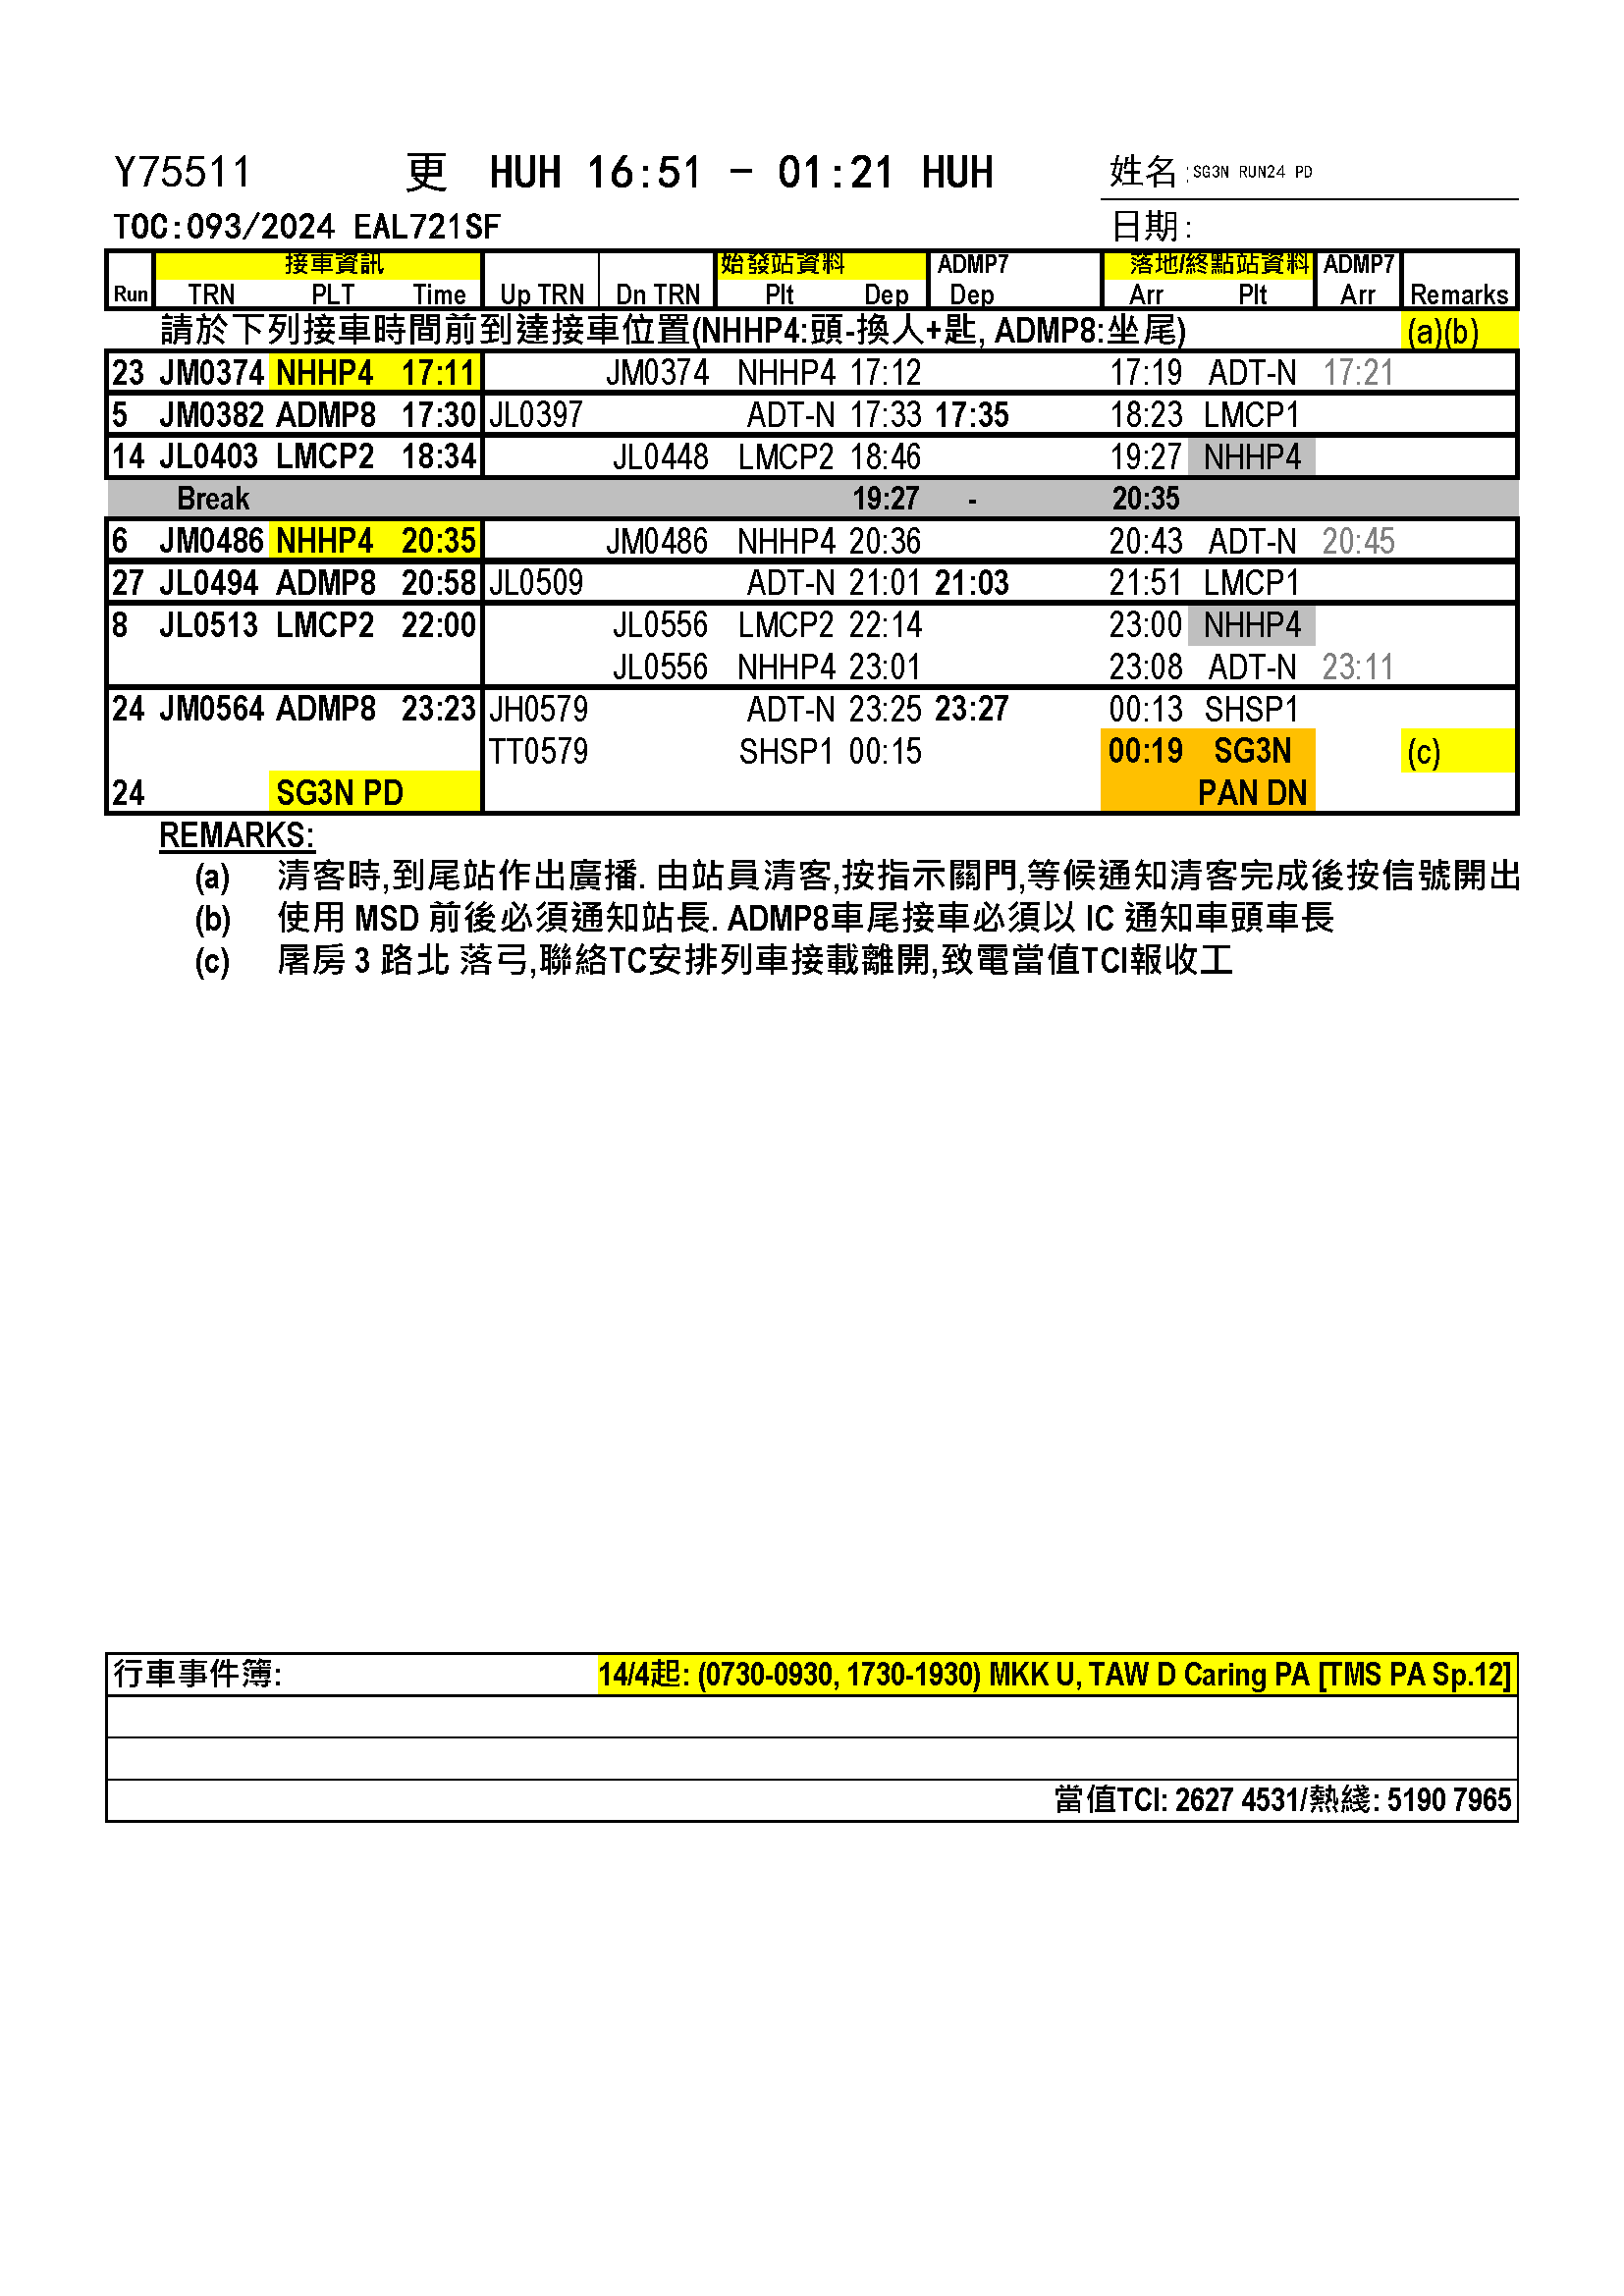 Y75511 更 HUH 16:51 - 01:21 HUH 姓名:SG3N RUN24 PD
TOC:093/2024 EAL721SF 日期:
接車資訊 始發站資料 ADMP7 落地/終點站資料 ADMP7
Run TRN PLT Time Up TRN Dn TRN Plt Dep Dep Arr Plt Arr Remarks
請於下列接車時間前到達接車位置(NHHP4:頭-換人+匙, ADMP8:坐尾) (a)(b)
23 JM0374 NHHP4 17:11 JM0374 NHHP4 17:12 17:19 ADT-N 17:21
5 JM0382 ADMP8 17:30 JL0397 ADT-N 17:33 17:35 18:23 LMCP1
14 JL0403 LMCP2 18:34 JL0448 LMCP2 18:46 19:27 NHHP4
Break 19:27 - 20:35
6 JM0486 NHHP4 20:35 JM0486 NHHP4 20:36 20:43 ADT-N 20:45
27 JL0494 ADMP8 20:58 JL0509 ADT-N 21:01 21:03 21:51 LMCP1
8 JL0513 LMCP2 22:00 JL0556 LMCP2 22:14 23:00 NHHP4
JL0556 NHHP4 23:01 23:08 ADT-N 23:11
24 JM0564 ADMP8 23:23 JH0579 ADT-N 23:25 23:27 00:13 SHSP1
TT0579 SHSP1 00:15 00:19 SG3N (c)
24 SG3N PD PAN DN
REMARKS:
(a) 清客時,到尾站作出廣播. 由站員清客,按指示關門,等候通知清客完成後按信號開出
(b) 使用 MSD 前後必須通知站長. ADMP8車尾接車必須以 IC 通知車頭車長
(c) 屠房 3 路北 落弓,聯絡TC安排列車接載離開,致電當值TCI報收工
行車事件簿: 14/4起: (0730-0930, 1730-1930) MKK U, TAW D Caring PA [TMS PA Sp.12]
當值TCI: 2627 4531/熱綫: 5190 7965